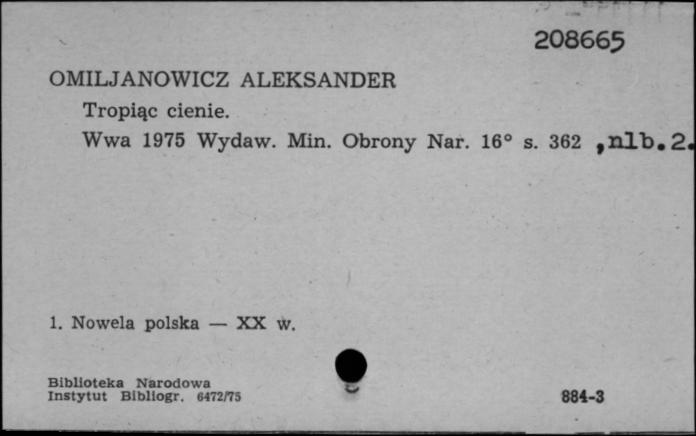 208665
OMILJANOWICZ ALEKSANDER
Tropiąc cienie.
Wwa 1975 Wydaw. Min. Obrony Nar. 16° s. 362 ,nlb.2.
1. Nowela polska — XX w.
Biblioteka Narodowa
Instytut Bibliogr. 6472/75
884-3